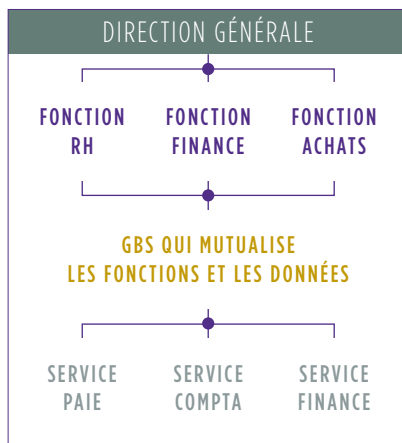 DIRECTION GÉNÉRALE
FONCTION RH
FONCTION FINANCE
FONCTION ACHATS
GBS QUI MUTUALISE
LES FONCTIONS ET LES DONNÉES
SERVICE PAIE
SERVICE COMPTA
SERVICE FINANCE